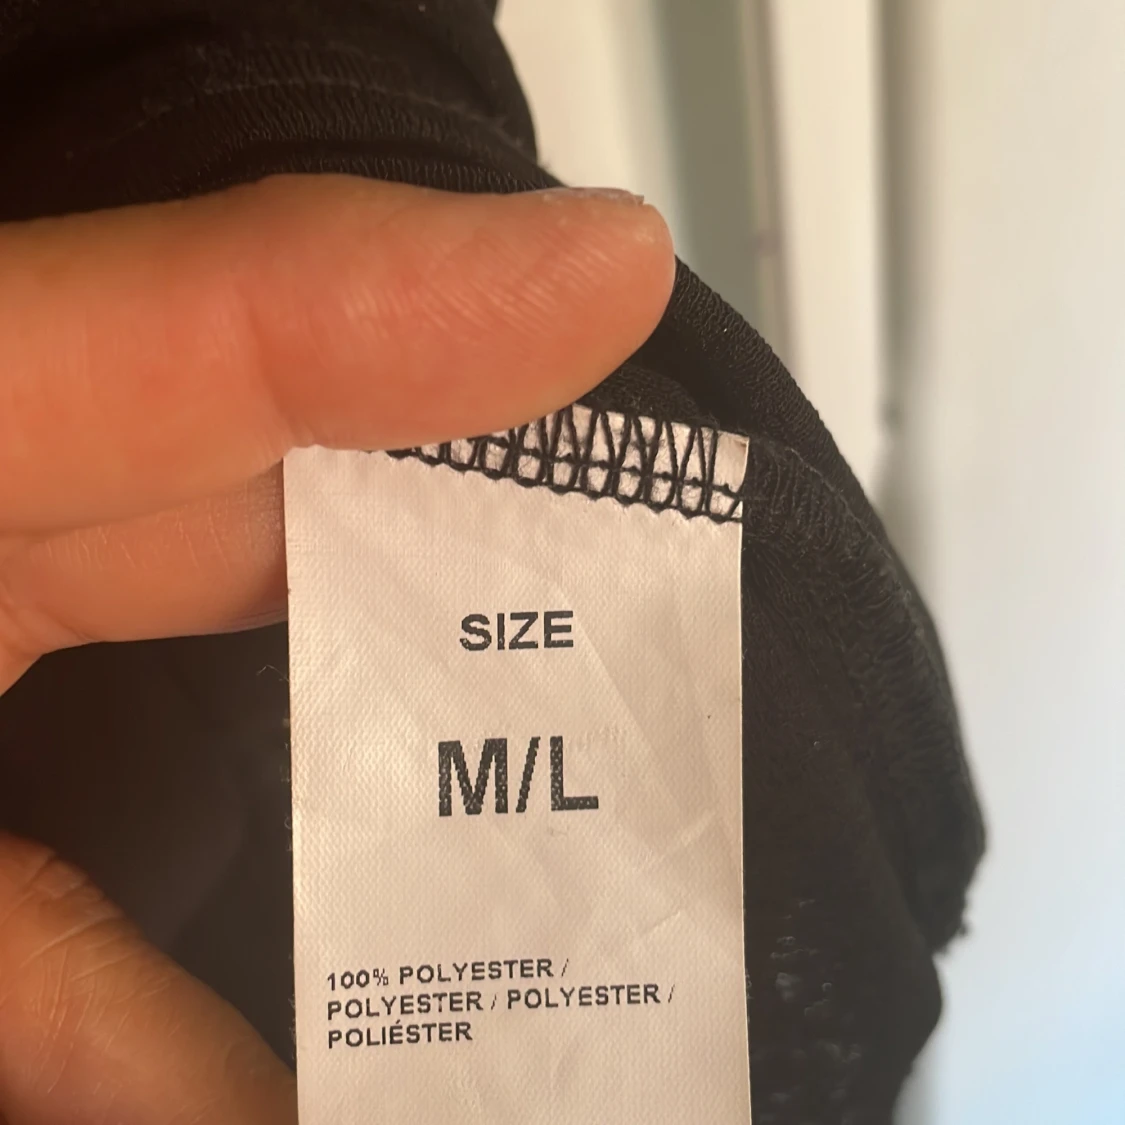 SIZE
M/L
100% POLYESTER /
POLYESTER / POLYESTER /
POLIÉSTER